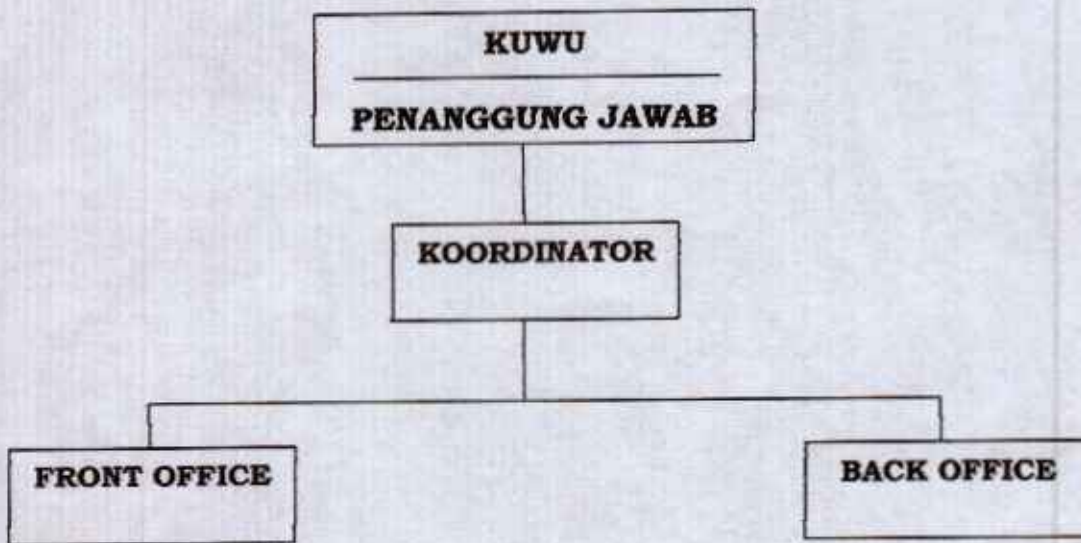 KUWU
PENANGGUNG JAWAB
KOORDINATOR
FRONT OFFICE
BACK OFFICE